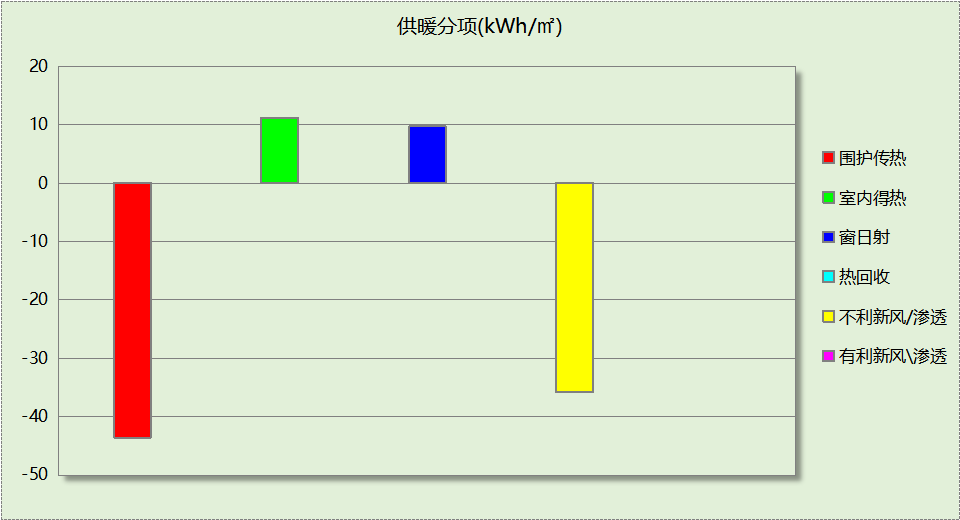 供暖分项(kWh/㎡)
20
10
0
-10
-20
-30
-40
-50
围护传热
室内得热
窗日射
热回收
不利新风/渗透
有利新风\渗透